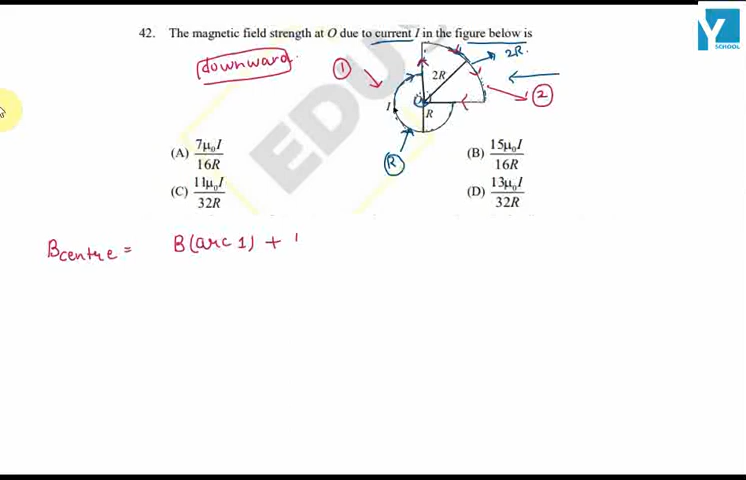 Y
SCHOOL
42. The magnetic field strength at O due to current I in the figure below is
downward
1
2R
2R.
2
I
O
R
R
(A) 7μ₀I/16R
(B) 15μ₀I/16R
(C) 11μ₀I/32R
(D) 13μ₀I/32R
EDU
Bcentre = B(arc 1) +